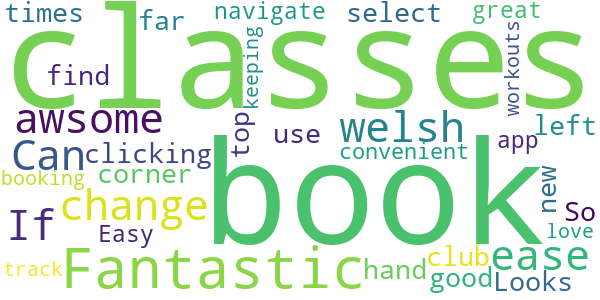 times far navigate select great
classes
find keeping workouts
awsome top use welsh app left
Can clicking convenient
booking corner book new
If change Easy So
love
Fantastic hand club ease
track good Looks